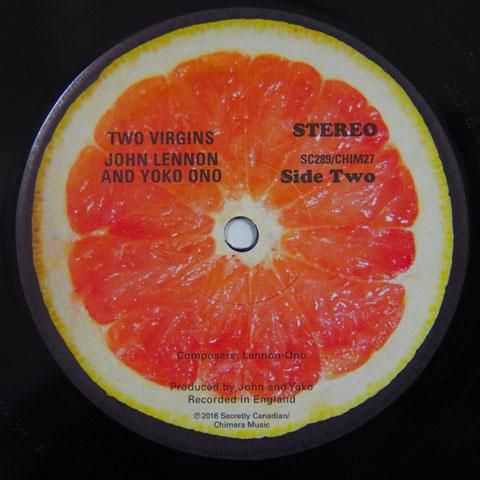 TWO VIRGINS
JOHN LENNON
AND YOKO ONO
STEREO
SC289/CHIM27
Side Two
Composers: Lennon-Ono
Produced by John and Yoko
Recorded in England
℗ 2016 Secretly Canadian/
Chimera Music